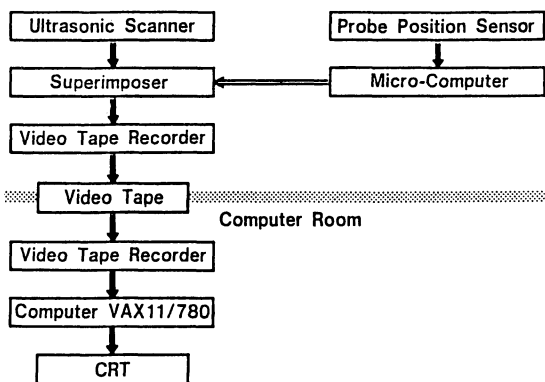 Ultrasonic Scanner
Probe Position Sensor
Superimposer
Micro-Computer
Video Tape Recorder
Video Tape
Computer Room
Video Tape Recorder
Computer VAX11/780
CRT